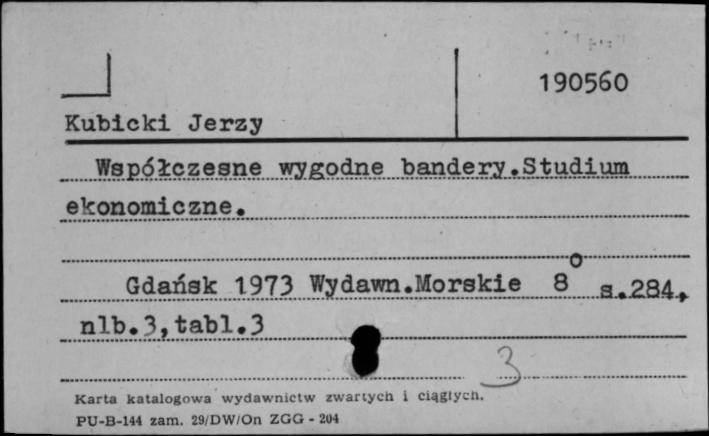 190560
Kubicki Jerzy
Współczesne wygodne bandery.Studium
ekonomiczne.
Gdańsk 1973 Wydawn.Morskie 8° s.284,
nlb.3,tabl.3
3
Karta katalogowa wydawnictw zwartych i ciągłych.
PU-B-144 zam. 29/DW/On ZGG - 204